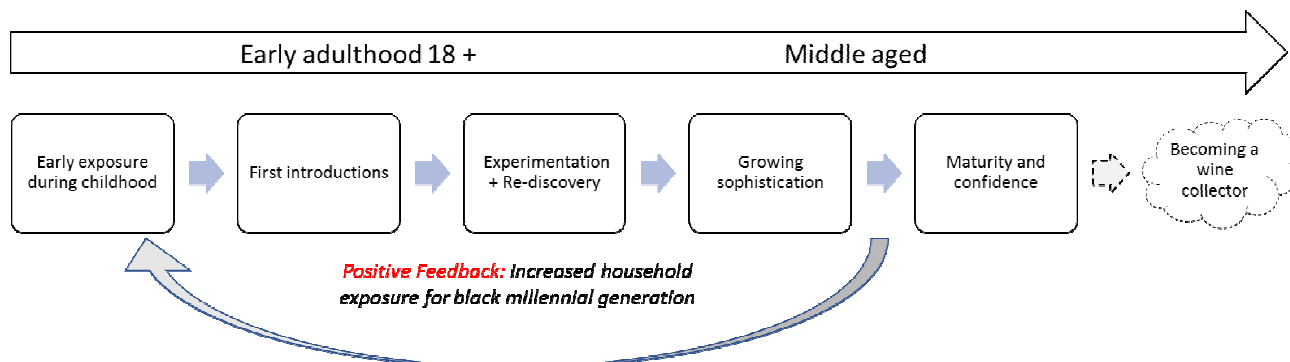 Early adulthood 18 +
Middle aged
Early exposure
during childhood
First introductions
Experimentation
+ Re-discovery
Growing
sophistication
Maturity and
confidence
Becoming a
wine
collector
Positive Feedback: Increased household
exposure for black millennial generation